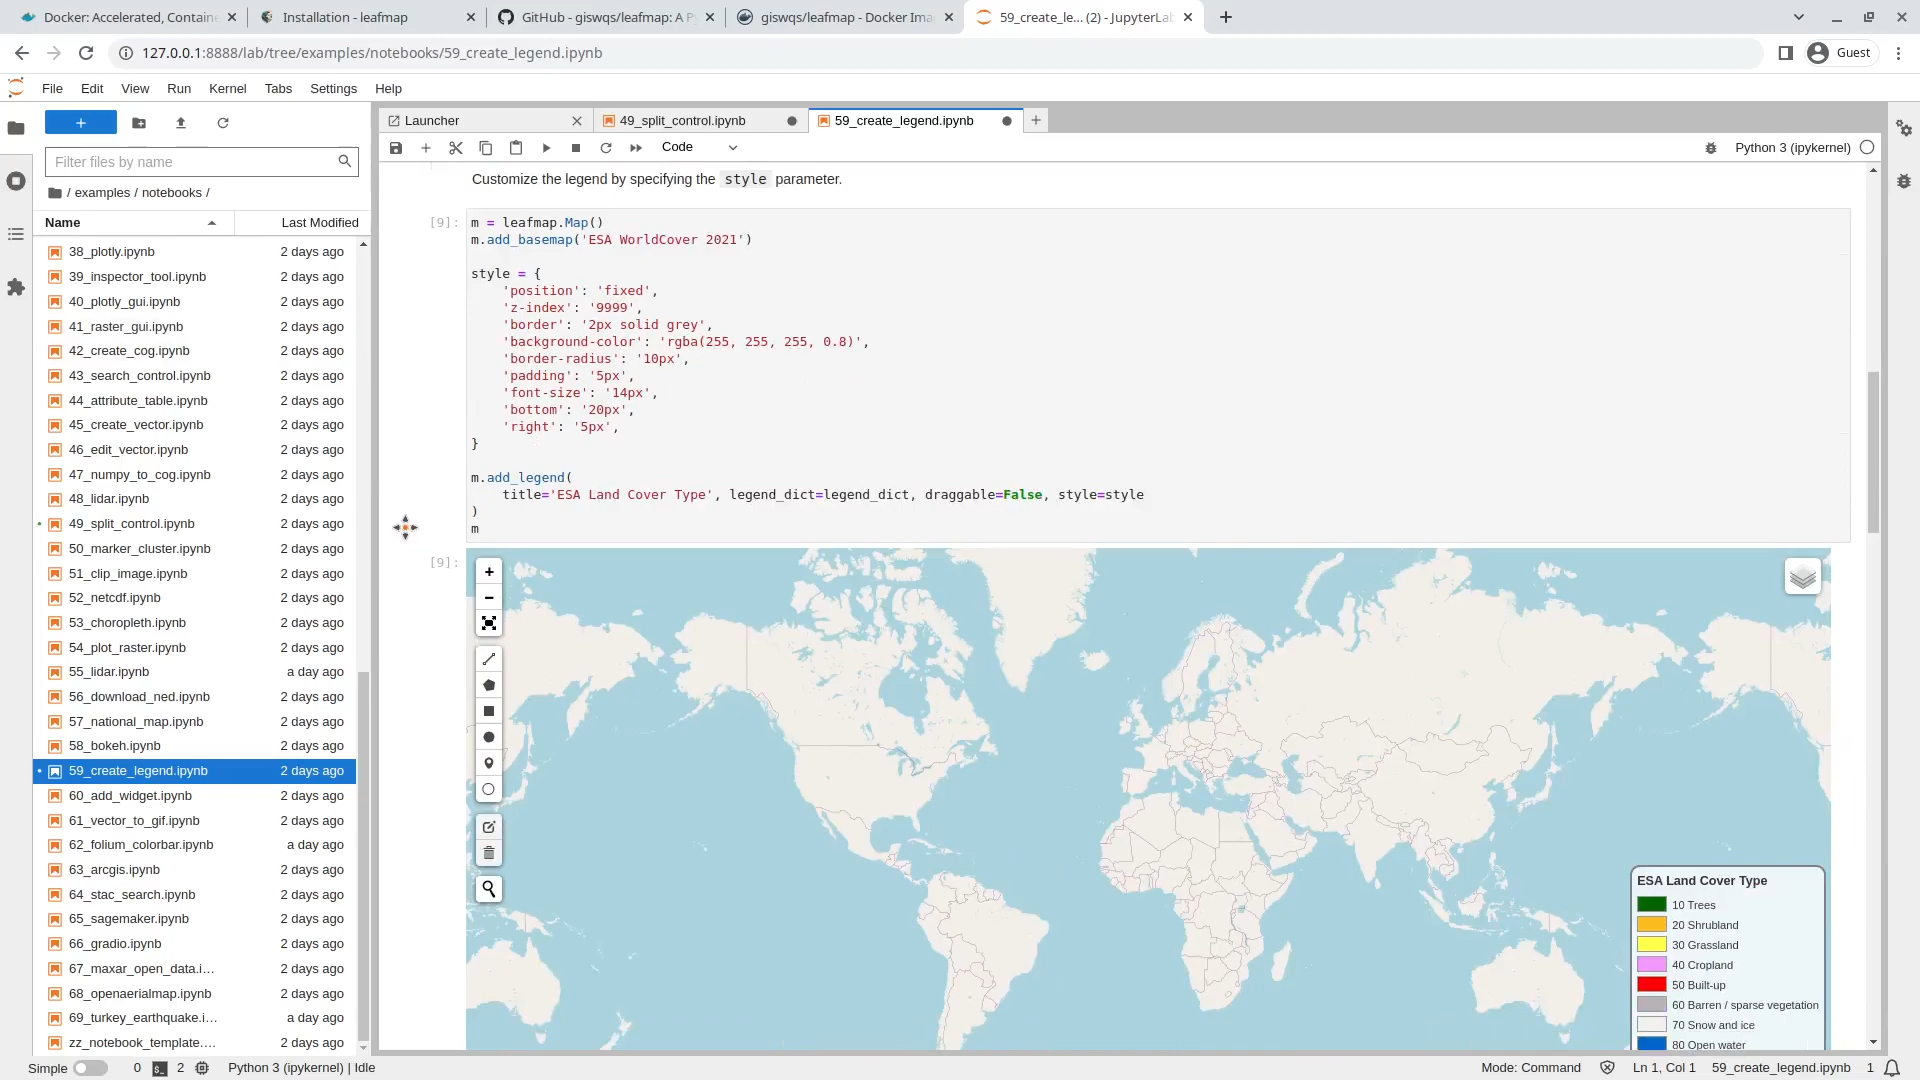 Docker: Accelerated, Containe
Installation - leafmap
GitHub - giswqs/leafmap: A P
giswqs/leafmap - Docker Ima
59_create_le... (2) - JupyterLa
127.0.0.1:8888/lab/tree/examples/notebooks/59_create_legend.ipynb
Guest
File Edit View Run Kernel Tabs Settings Help
Filter files by name
/ examples / notebooks /
Name Last Modified
38_plotly.ipynb 2 days ago
39_inspector_tool.ipynb 2 days ago
40_plotly_gui.ipynb 2 days ago
41_raster_gui.ipynb 2 days ago
42_create_cog.ipynb 2 days ago
43_search_control.ipynb 2 days ago
44_attribute_table.ipynb 2 days ago
45_create_vector.ipynb 2 days ago
46_edit_vector.ipynb 2 days ago
47_numpy_to_cog.ipynb 2 days ago
48_lidar.ipynb 2 days ago
49_split_control.ipynb 2 days ago
50_marker_cluster.ipynb 2 days ago
51_clip_image.ipynb 2 days ago
52_netcdf.ipynb 2 days ago
53_choropleth.ipynb 2 days ago
54_plot_raster.ipynb 2 days ago
55_lidar.ipynb a day ago
56_download_ned.ipynb 2 days ago
57_national_map.ipynb 2 days ago
58_bokeh.ipynb 2 days ago
59_create_legend.ipynb 2 days ago
60_add_widget.ipynb 2 days ago
61_vector_to_gif.ipynb 2 days ago
62_folium_colorbar.ipynb a day ago
63_arcgis.ipynb 2 days ago
64_stac_search.ipynb 2 days ago
65_sagemaker.ipynb 2 days ago
66_gradio.ipynb 2 days ago
67_maxar_open_data.i... 2 days ago
68_openaerialmap.ipynb 2 days ago
69_turkey_earthquake.i... a day ago
zz_notebook_template.... 2 days ago
Launcher
49_split_control.ipynb
59_create_legend.ipynb
Code
Python 3 (ipykernel)
Customize the legend by specifying the style parameter.
[9]:
m = leafmap.Map()
m.add_basemap('ESA WorldCover 2021')
style = {
'position': 'fixed',
'z-index': '9999',
'border': '2px solid grey',
'background-color': 'rgba(255, 255, 255, 0.8)',
'border-radius': '10px',
'padding': '5px',
'font-size': '14px',
'bottom': '20px',
'right': '5px',
}
m.add_legend(
title='ESA Land Cover Type', legend_dict=legend_dict, draggable=False, style=style
)
m
[9]:
+
−
ESA Land Cover Type
10 Trees
20 Shrubland
30 Grassland
40 Cropland
50 Built-up
60 Barren / sparse vegetation
70 Snow and ice
80 Open water
Simple 0 2 Python 3 (ipykernel) | Idle
Mode: Command Ln 1, Col 1 59_create_legend.ipynb 1